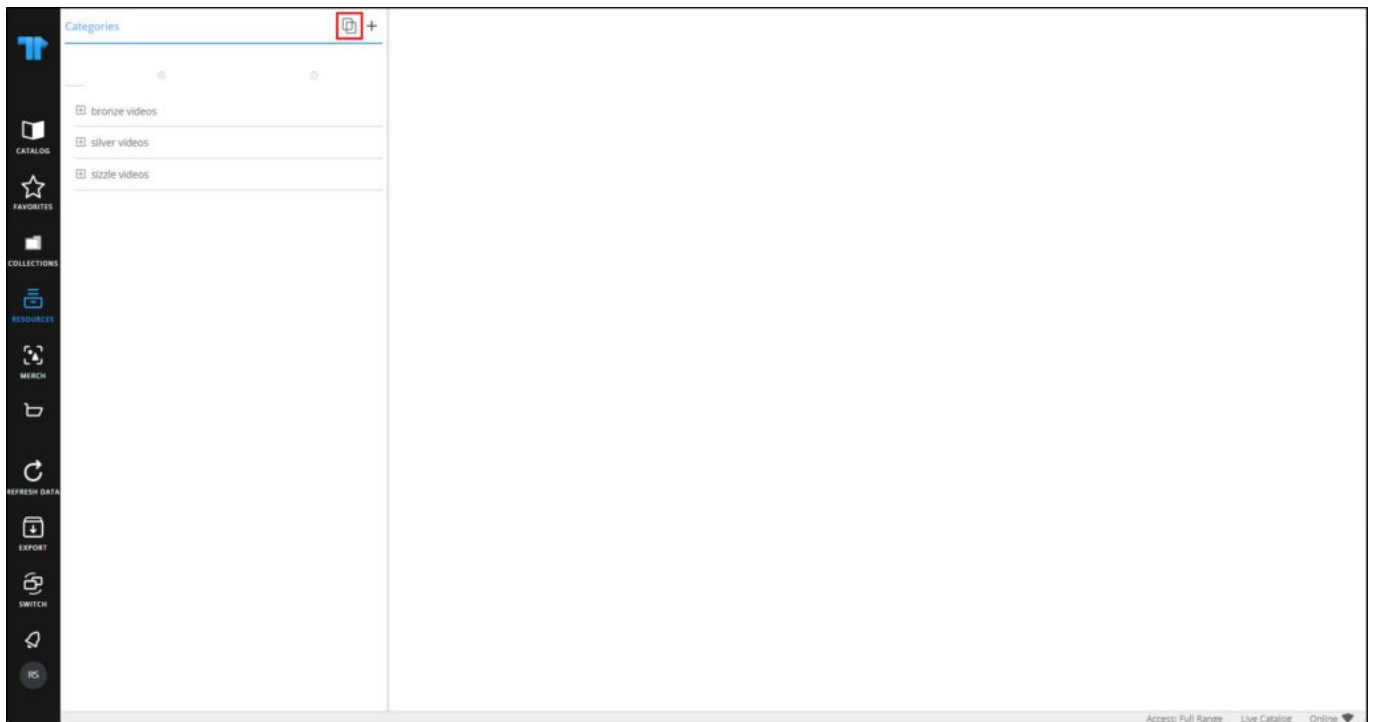 Categories
bronze videos
silver videos
sizzle videos
CATALOG
FAVORITES
COLLECTIONS
RESOURCES
MERCH
REFRESH DATA
EXPORT
SWITCH
RS
Access: Full Range Live Catalog Online